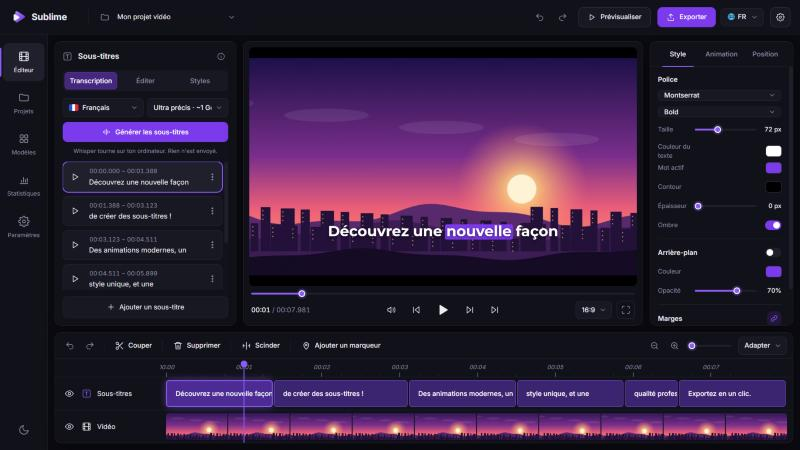 Sublime
Mon projet vidéo
Prévisualiser
Exporter
FR
Éditeur
Projets
Modèles
Statistiques
Paramètres
Sous-titres
Transcription
Éditer
Styles
Français
Ultra précis · ~1 G
Générer les sous-titres
Whisper tourne sur ton ordinateur. Rien n'est envoyé.
00:00.000 – 00:01.388
Découvrez une nouvelle façon
00:01.388 – 00:03.123
de créer des sous-titres !
00:03.123 – 00:04.511
Des animations modernes, un
00:04.511 – 00:05.899
style unique, et une
Ajouter un sous-titre
Découvrez une nouvelle façon
00:01 / 00:07.981
16:9
Style
Animation
Position
Police
Montserrat
Bold
Taille
72 px
Couleur du
texte
Mot actif
Contour
Épaisseur
0 px
Ombre
Arrière-plan
Couleur
Opacité
70%
Marges
Couper
Supprimer
Scinder
Ajouter un marqueur
Adapter
00:00
00:01
00:02
00:03
00:04
00:05
00:06
00:07
Sous-titres
Découvrez une nouvelle façon
de créer des sous-titres !
Des animations modernes, un
style unique, et une
qualité profes
Exportez en un clic.
Vidéo